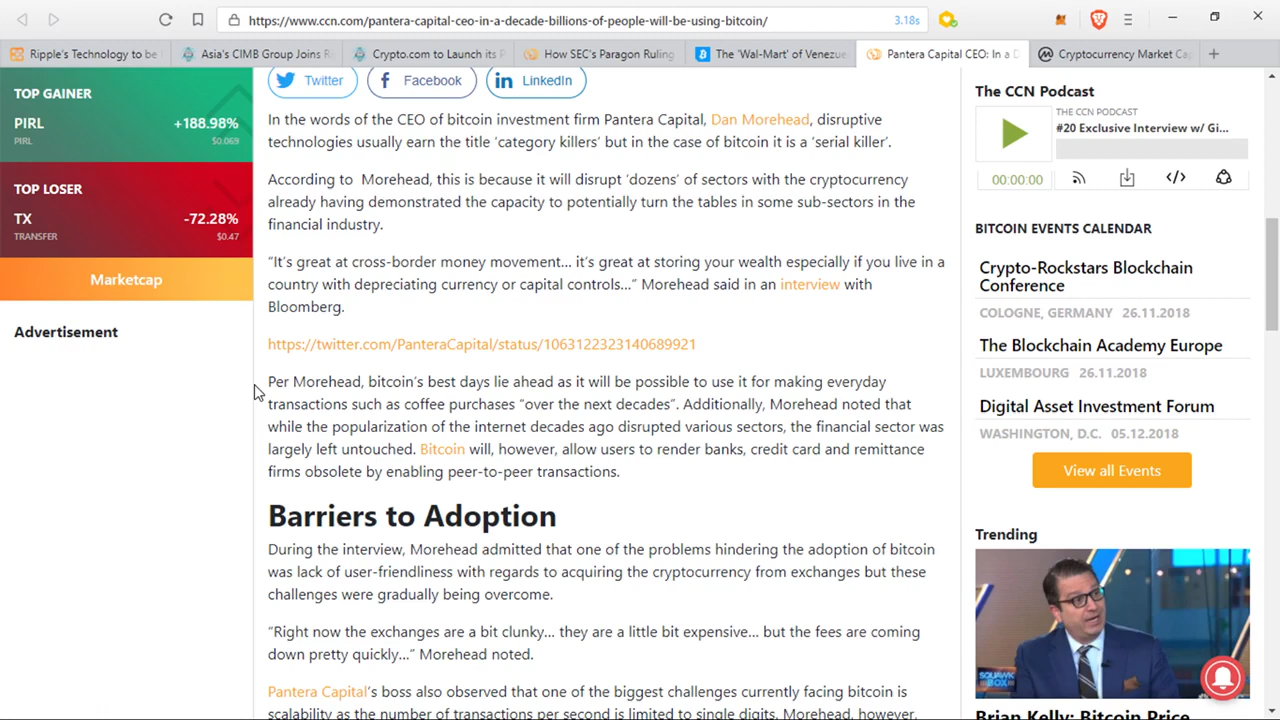 https://www.ccn.com/pantera-capital-ceo-in-a-decade-billions-of-people-will-be-using-bitcoin/
3.18s
Ripple's Technology to be
Asia's CIMB Group Joins R
Crypto.com to Launch its P
How SEC's Paragon Ruling
The 'Wal-Mart' of Venezue
Pantera Capital CEO: In a D
Cryptocurrency Market Ca
TOP GAINER
PIRL +188.98%
PIRL $0.069
TOP LOSER
TX -72.28%
TRANSFER $0.47
Marketcap
Advertisement
Twitter
Facebook
LinkedIn
In the words of the CEO of bitcoin investment firm Pantera Capital, Dan Morehead, disruptive
technologies usually earn the title ‘category killers’ but in the case of bitcoin it is a ‘serial killer’.
According to Morehead, this is because it will disrupt ‘dozens’ of sectors with the cryptocurrency
already having demonstrated the capacity to potentially turn the tables in some sub-sectors in the
financial industry.
“It’s great at cross-border money movement… it’s great at storing your wealth especially if you live in a
country with depreciating currency or capital controls…” Morehead said in an interview with
Bloomberg.
https://twitter.com/PanteraCapital/status/1063122323140689921
Per Morehead, bitcoin’s best days lie ahead as it will be possible to use it for making everyday
transactions such as coffee purchases “over the next decades”. Additionally, Morehead noted that
while the popularization of the internet decades ago disrupted various sectors, the financial sector was
largely left untouched. Bitcoin will, however, allow users to render banks, credit card and remittance
firms obsolete by enabling peer-to-peer transactions.
Barriers to Adoption
During the interview, Morehead admitted that one of the problems hindering the adoption of bitcoin
was lack of user-friendliness with regards to acquiring the cryptocurrency from exchanges but these
challenges were gradually being overcome.
“Right now the exchanges are a bit clunky… they are a little bit expensive… but the fees are coming
down pretty quickly…” Morehead noted.
Pantera Capital’s boss also observed that one of the biggest challenges currently facing bitcoin is
scalability as the number of transactions per second is limited to single digits. Morehead, however,
The CCN Podcast
THE CCN PODCAST
#20 Exclusive Interview w/ Gi...
00:00:00
BITCOIN EVENTS CALENDAR
Crypto-Rockstars Blockchain
Conference
COLOGNE, GERMANY 26.11.2018
The Blockchain Academy Europe
LUXEMBOURG 26.11.2018
Digital Asset Investment Forum
WASHINGTON, D.C. 05.12.2018
View all Events
Trending
SQUAWK
BOX
Brian Kelly: Bitcoin Price